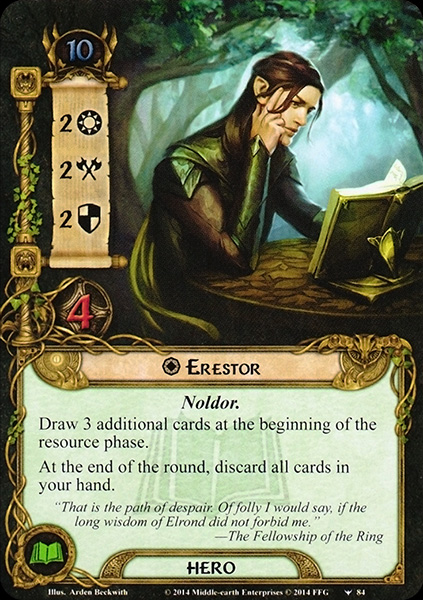 10
2
2
2
4
Erestor
Noldor.
Draw 3 additional cards at the beginning of the
resource phase.
At the end of the round, discard all cards in
your hand.
“That is the path of despair. Of folly I would say, if the
long wisdom of Elrond did not forbid me.”
—The Fellowship of the Ring
HERO
Illus. Arden Beckwith © 2014 Middle-earth Enterprises © 2014 FFG 84